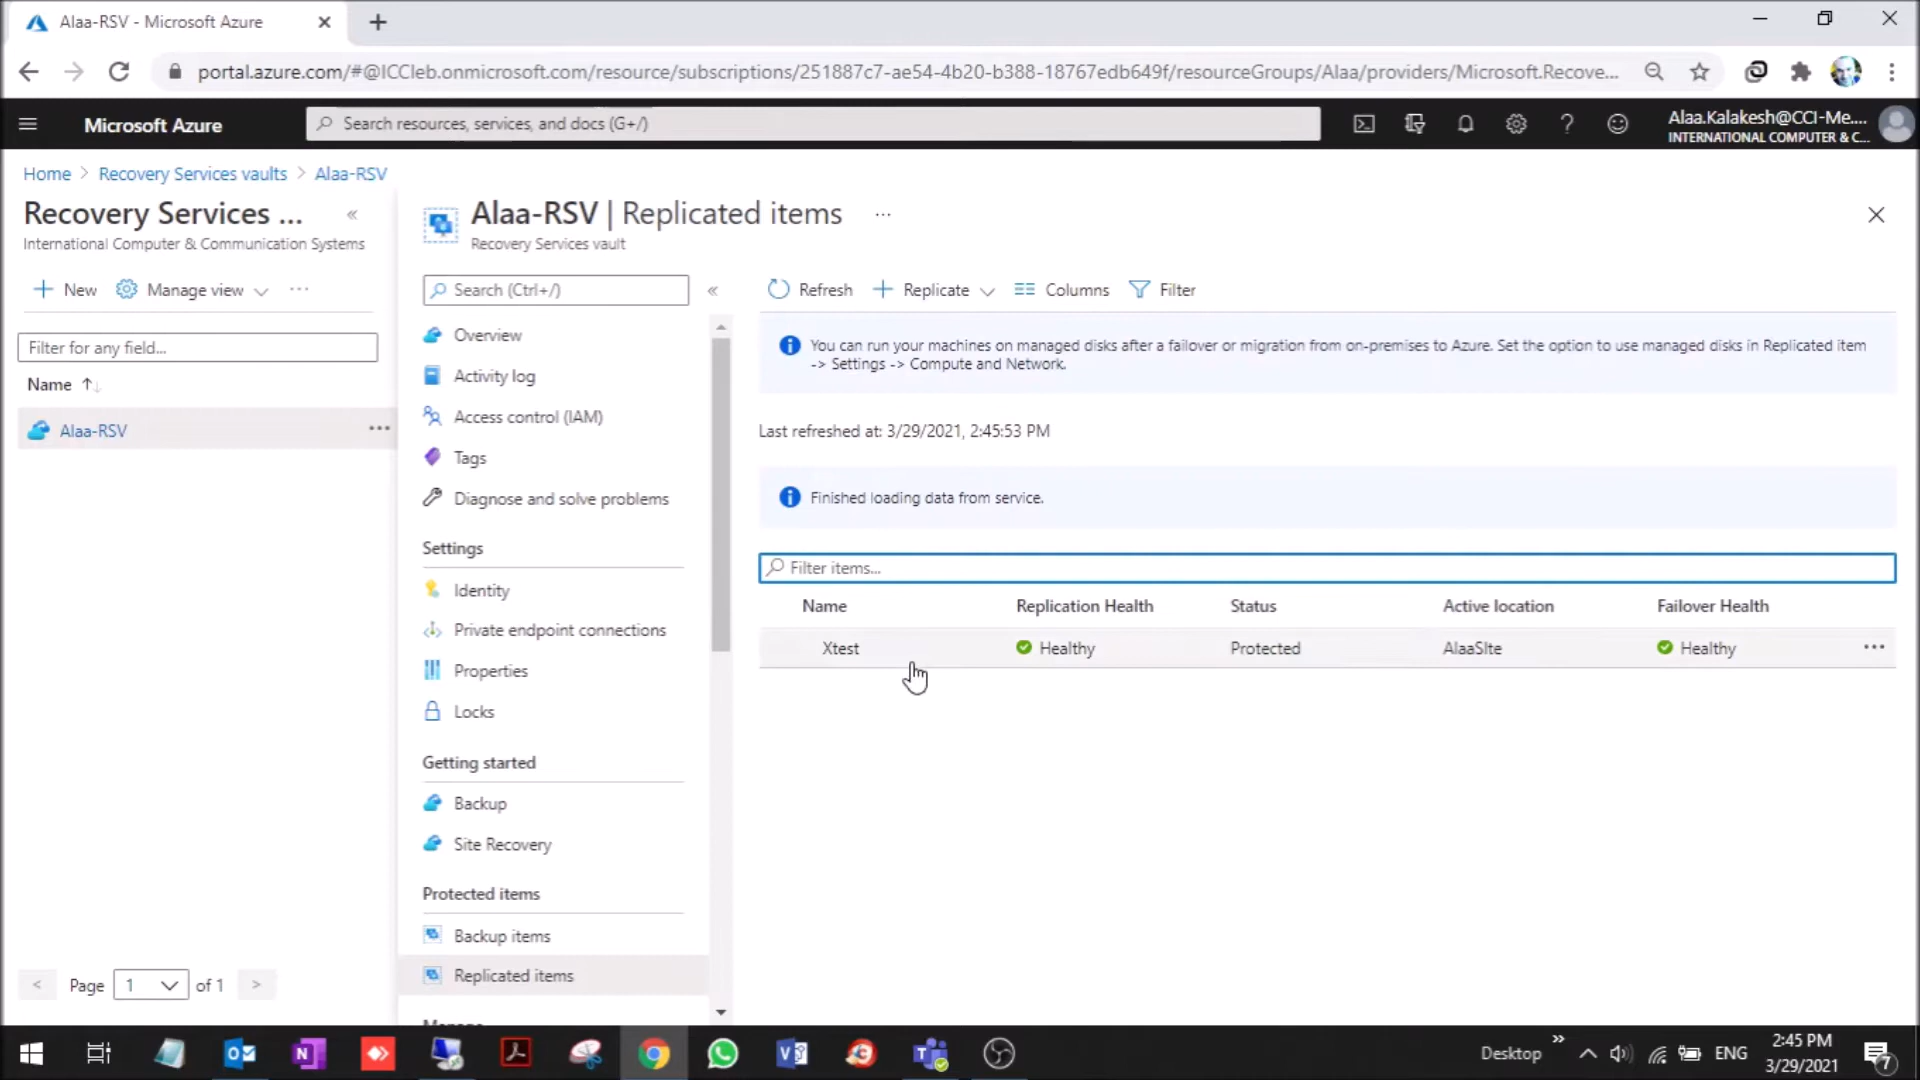 Alaa-RSV - Microsoft Azure
portal.azure.com/#@ICCleb.onmicrosoft.com/resource/subscriptions/251887c7-ae54-4b20-b388-18767edb649f/resourceGroups/Alaa/providers/Microsoft.Recove...
Microsoft Azure
Search resources, services, and docs (G+/)
Alaa.Kalakesh@CCI-Me....
INTERNATIONAL COMPUTER & C...
Home > Recovery Services vaults > Alaa-RSV
Recovery Services ...
International Computer & Communication Systems
New
Manage view
Filter for any field...
Name
Alaa-RSV
Page 1 of 1
Alaa-RSV | Replicated items
Recovery Services vault
Search (Ctrl+/)
Overview
Activity log
Access control (IAM)
Tags
Diagnose and solve problems
Settings
Identity
Private endpoint connections
Properties
Locks
Getting started
Backup
Site Recovery
Protected items
Backup items
Replicated items
Refresh
Replicate
Columns
Filter
You can run your machines on managed disks after a failover or migration from on-premises to Azure. Set the option to use managed disks in Replicated item
-> Settings -> Compute and Network.
Last refreshed at: 3/29/2021, 2:45:53 PM
Finished loading data from service.
Filter items...
Name Replication Health Status Active location Failover Health
Xtest Healthy Protected AlaaSIte Healthy
Desktop
ENG
2:45 PM
3/29/2021
7